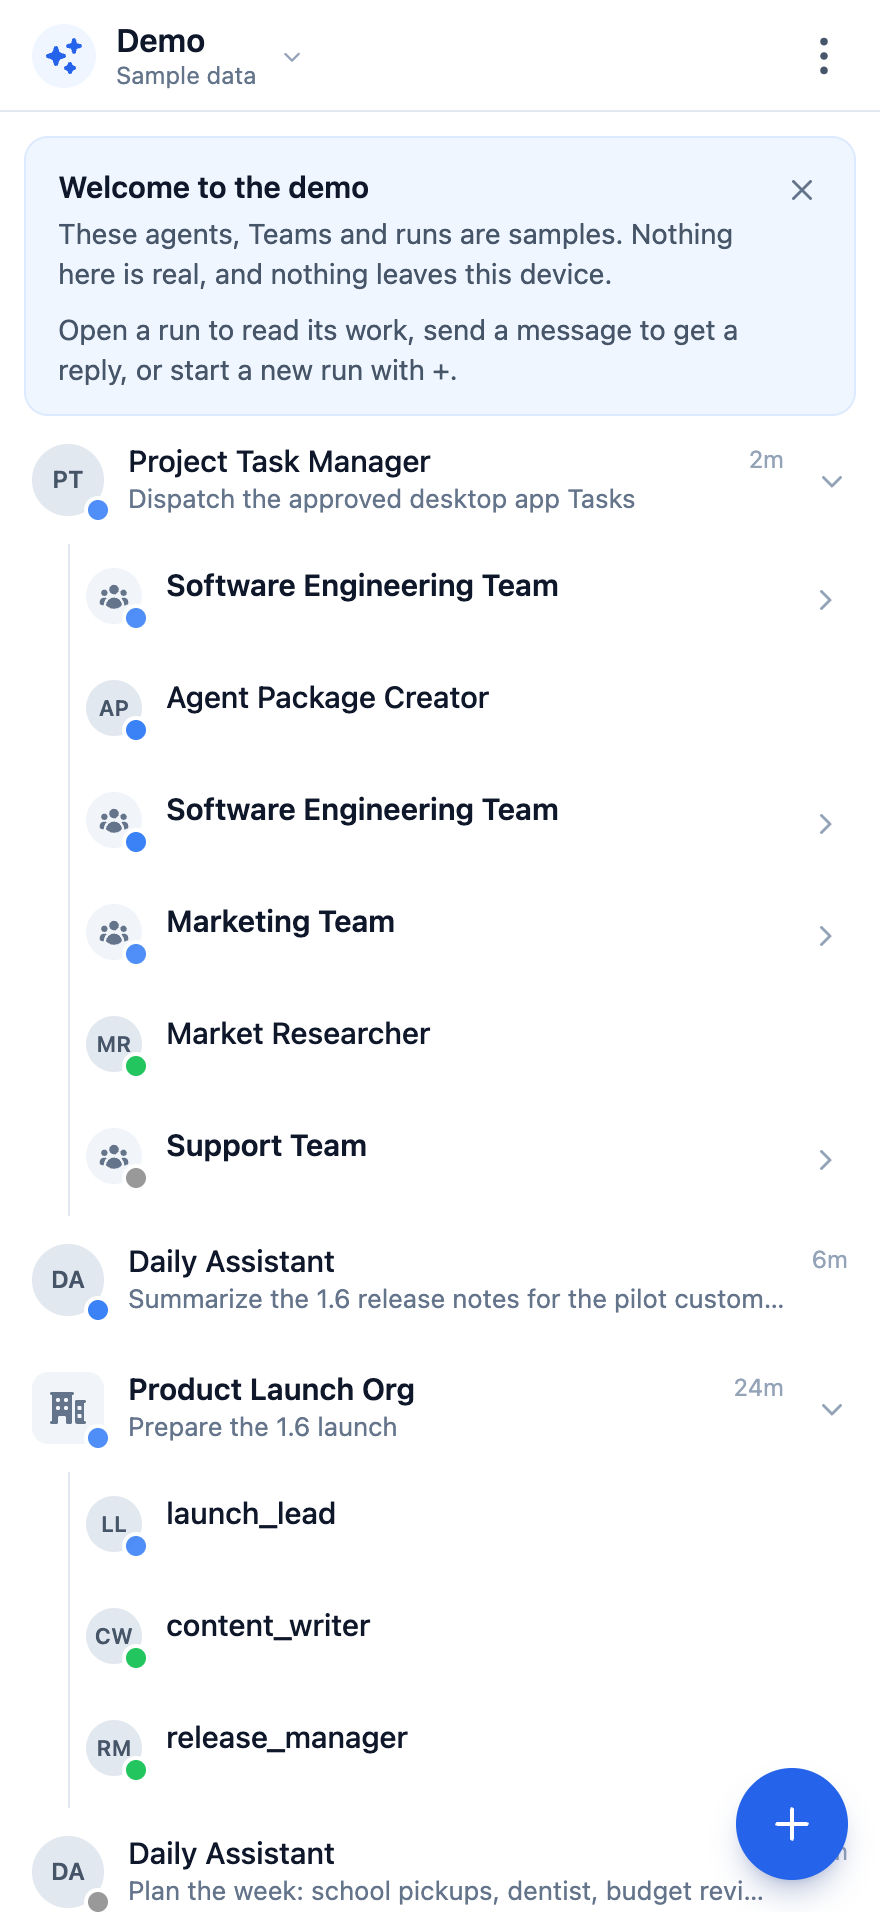 Demo
Sample data
Welcome to the demo
These agents, Teams and runs are samples. Nothing
here is real, and nothing leaves this device.
Open a run to read its work, send a message to get a
reply, or start a new run with +.
PT
Project Task Manager
2m
Dispatch the approved desktop app Tasks
Software Engineering Team
AP
Agent Package Creator
Software Engineering Team
Marketing Team
MR
Market Researcher
Support Team
DA
Daily Assistant
6m
Summarize the 1.6 release notes for the pilot custom...
Product Launch Org
24m
Prepare the 1.6 launch
LL
launch_lead
CW
content_writer
RM
release_manager
DA
Daily Assistant
Plan the week: school pickups, dentist, budget revi...